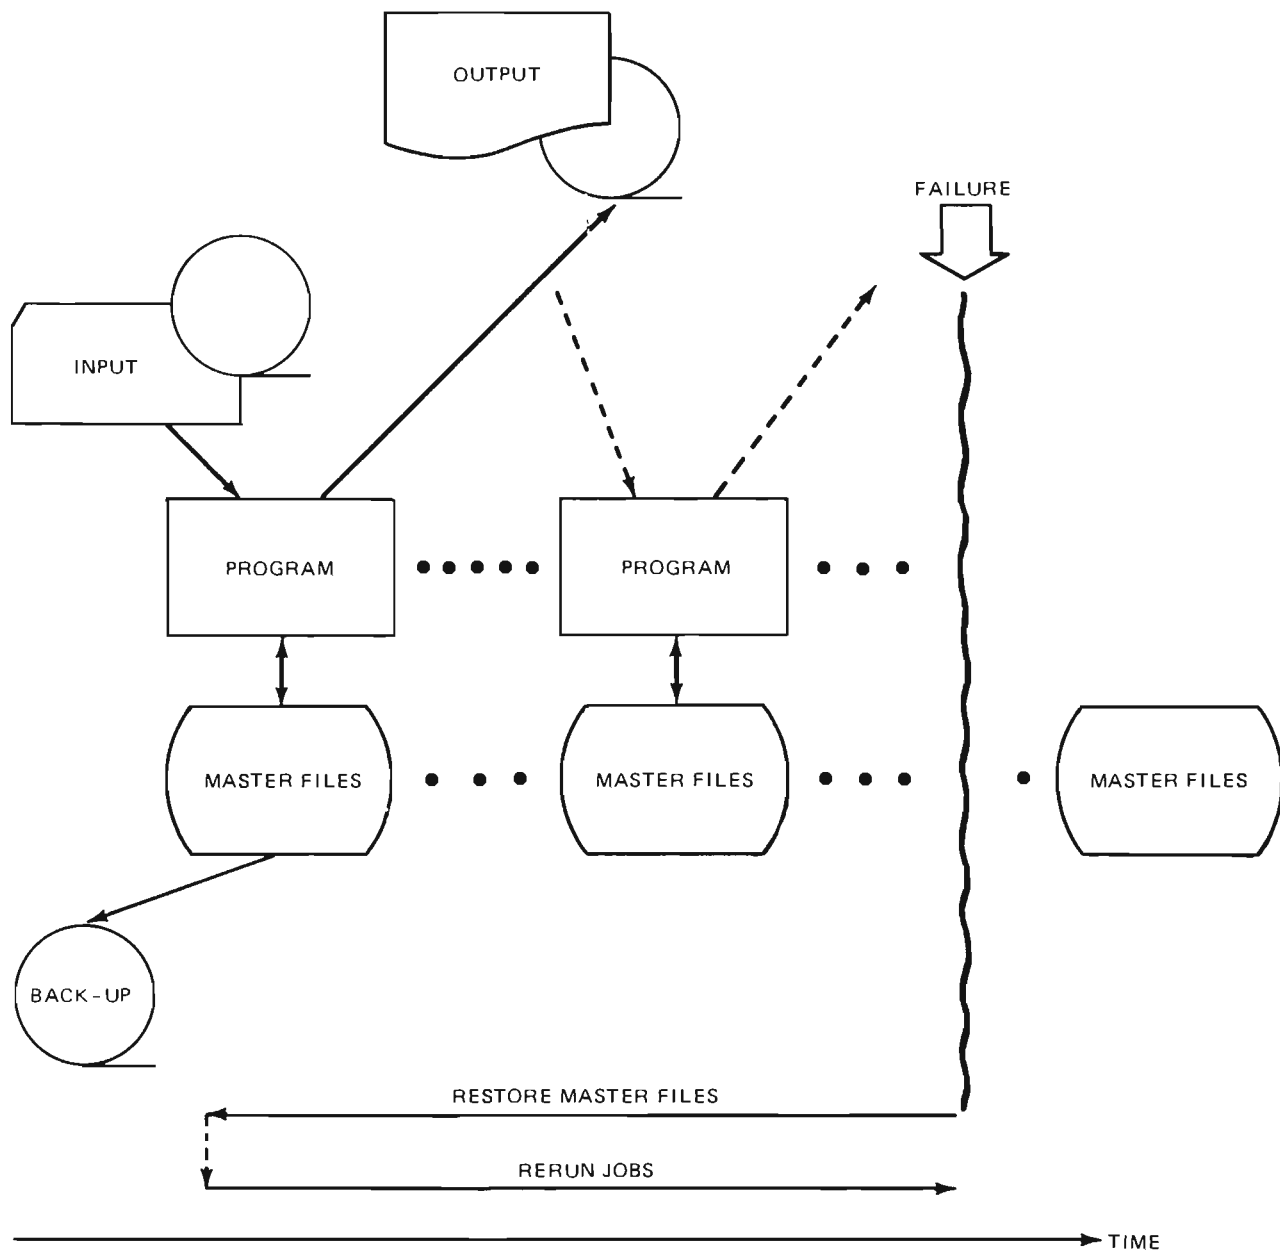 OUTPUT
FAILURE
INPUT
PROGRAM
PROGRAM
MASTER FILES
MASTER FILES
MASTER FILES
BACK-UP
RESTORE MASTER FILES
RERUN JOBS
TIME